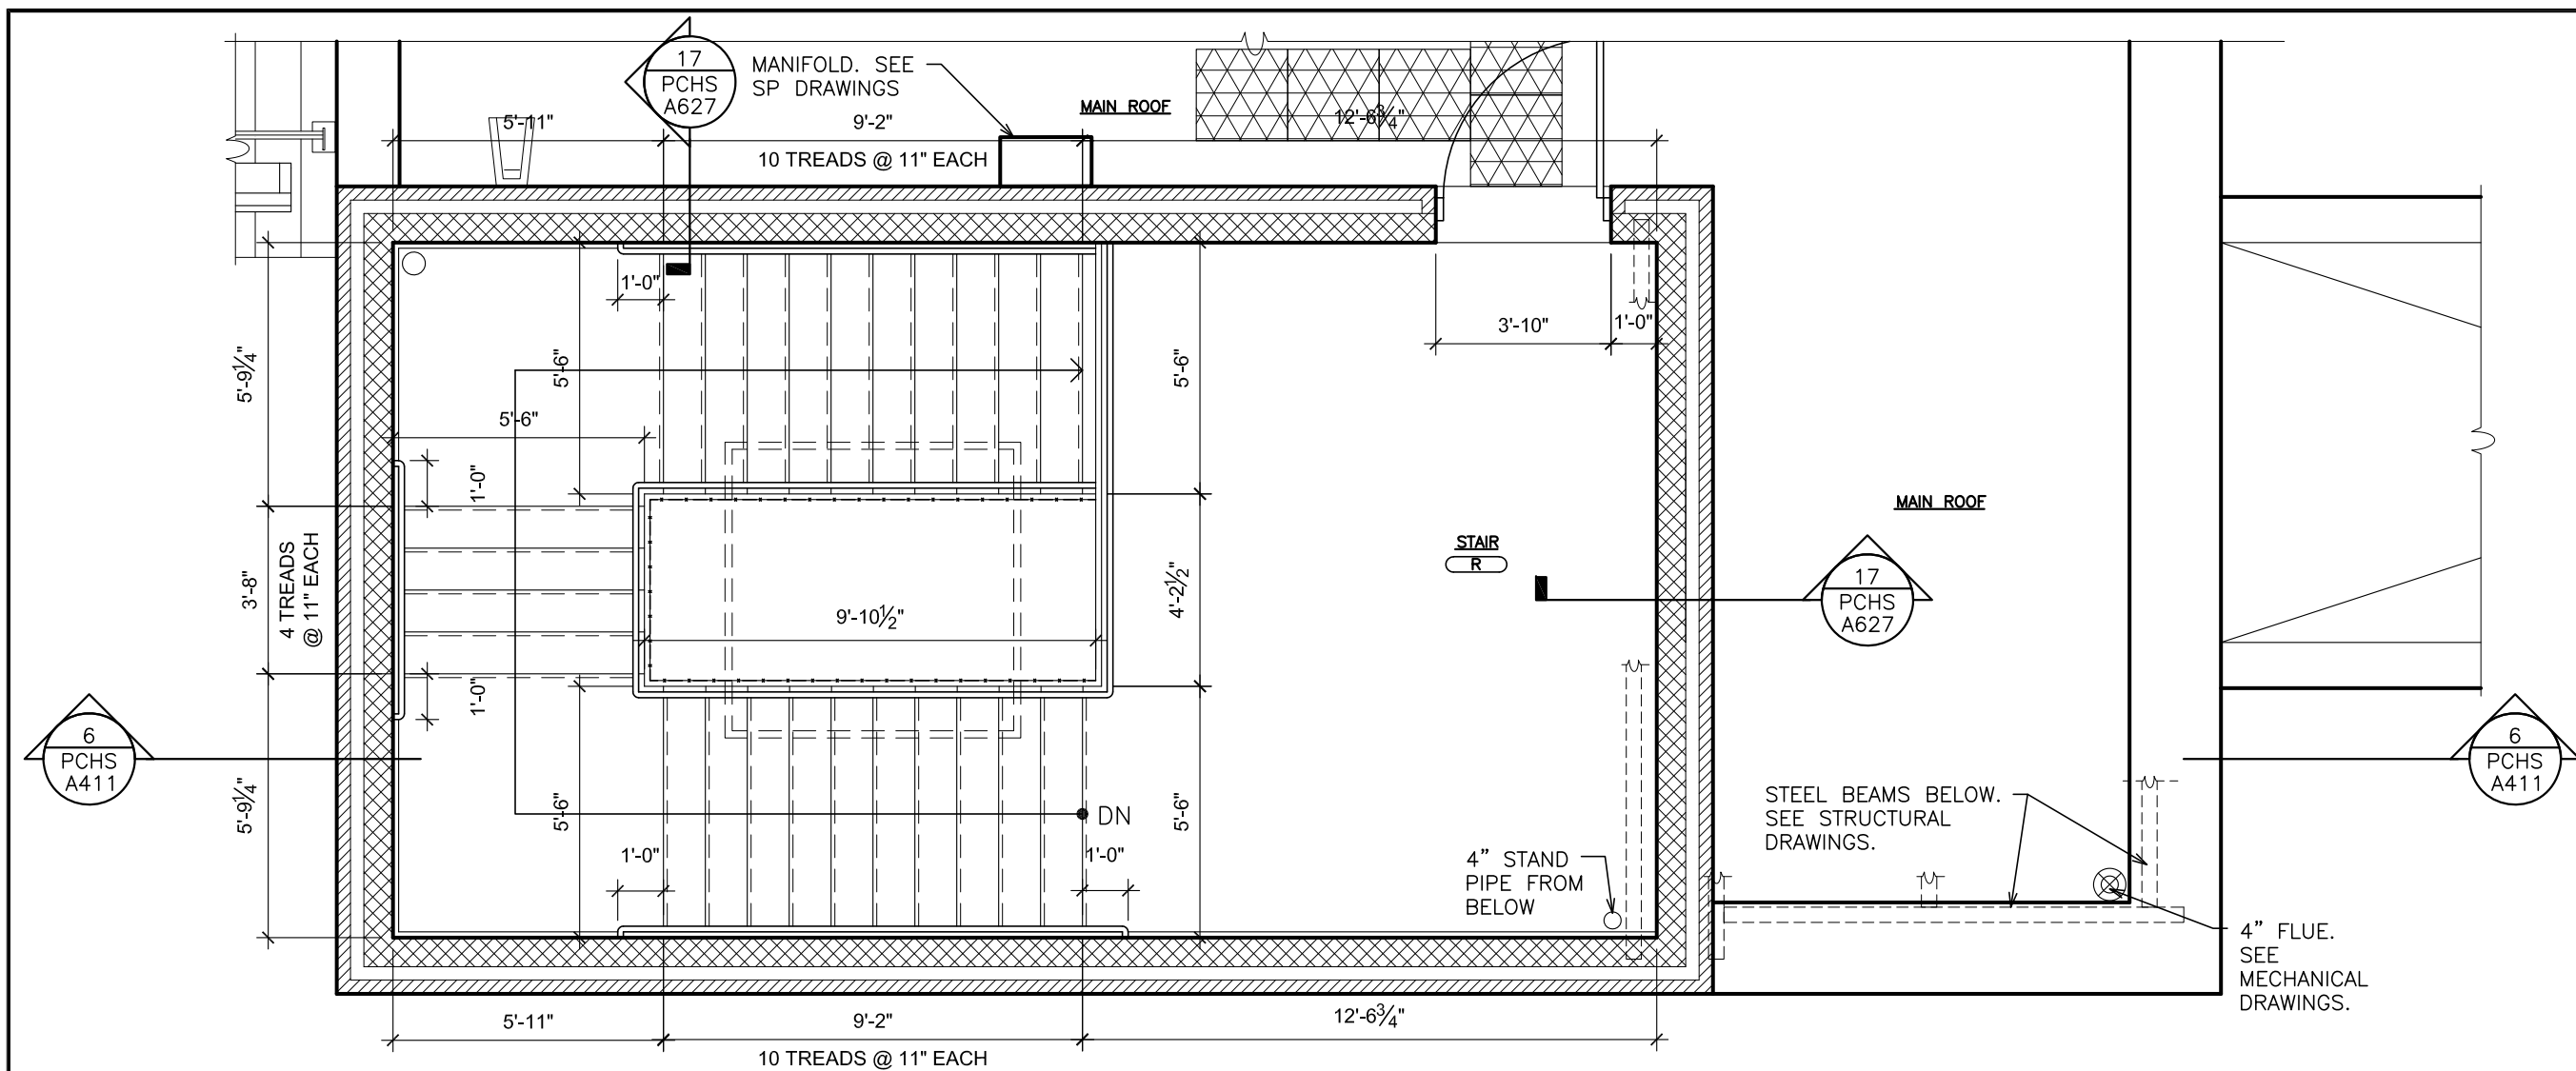 17
PCHS
A627
MANIFOLD. SEE
SP DRAWINGS
MAIN ROOF
5'-11"
9'-2"
12'-6¾"
10 TREADS @ 11" EACH
1'-0"
3'-10"
1'-0"
5'-9¼"
5'-6"
5'-6"
5'-6"
1'-0"
MAIN ROOF
STAIR
R
3'-8"
4 TREADS
@ 11" EACH
9'-10½"
4'-2½"
17
PCHS
A627
1'-0"
6
PCHS
A411
6
PCHS
A411
5'-9¼"
5'-6"
5'-6"
DN
STEEL BEAMS BELOW.
SEE STRUCTURAL
DRAWINGS.
1'-0"
1'-0"
4” STAND
PIPE FROM
BELOW
4” FLUE.
SEE
MECHANICAL
DRAWINGS.
5'-11"
9'-2"
12'-6¾"
10 TREADS @ 11" EACH